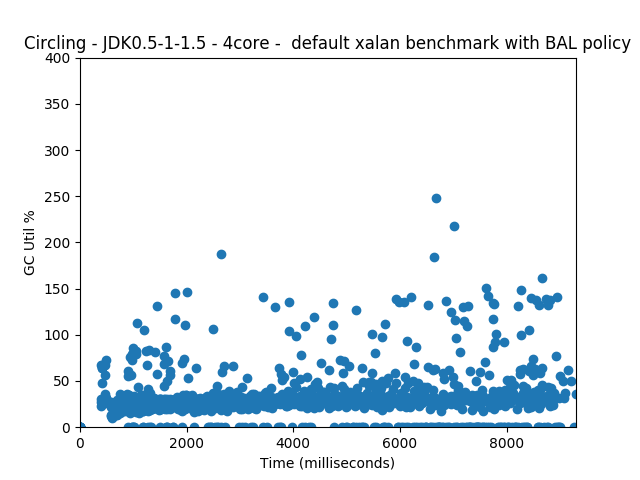 Circling - JDK0.5-1-1.5 - 4core -  default xalan benchmark with BAL policy
400
350
300
250
200
150
100
50
0
GC Util %
0 2000 4000 6000 8000
Time (milliseconds)